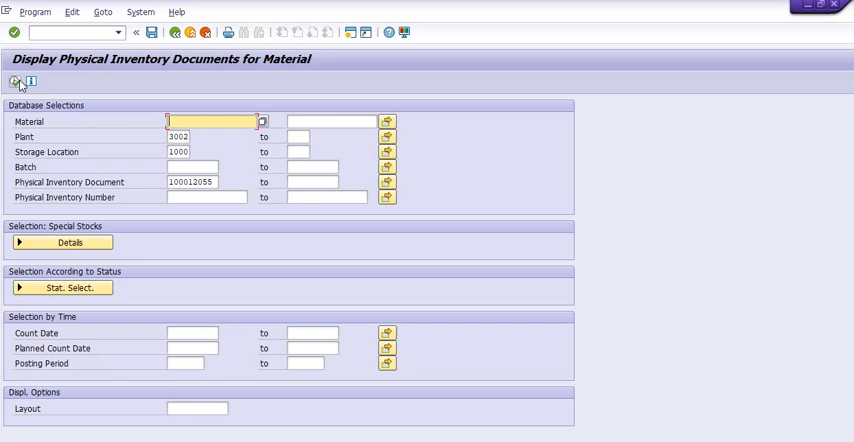 Program Edit Goto System Help
Display Physical Inventory Documents for Material
Database Selections
Material
Plant 3002 to
Storage Location 1000 to
Batch to
Physical Inventory Document 100012055 to
Physical Inventory Number to
Selection: Special Stocks
Details
Selection According to Status
Stat. Select.
Selection by Time
Count Date to
Planned Count Date to
Posting Period to
Displ. Options
Layout